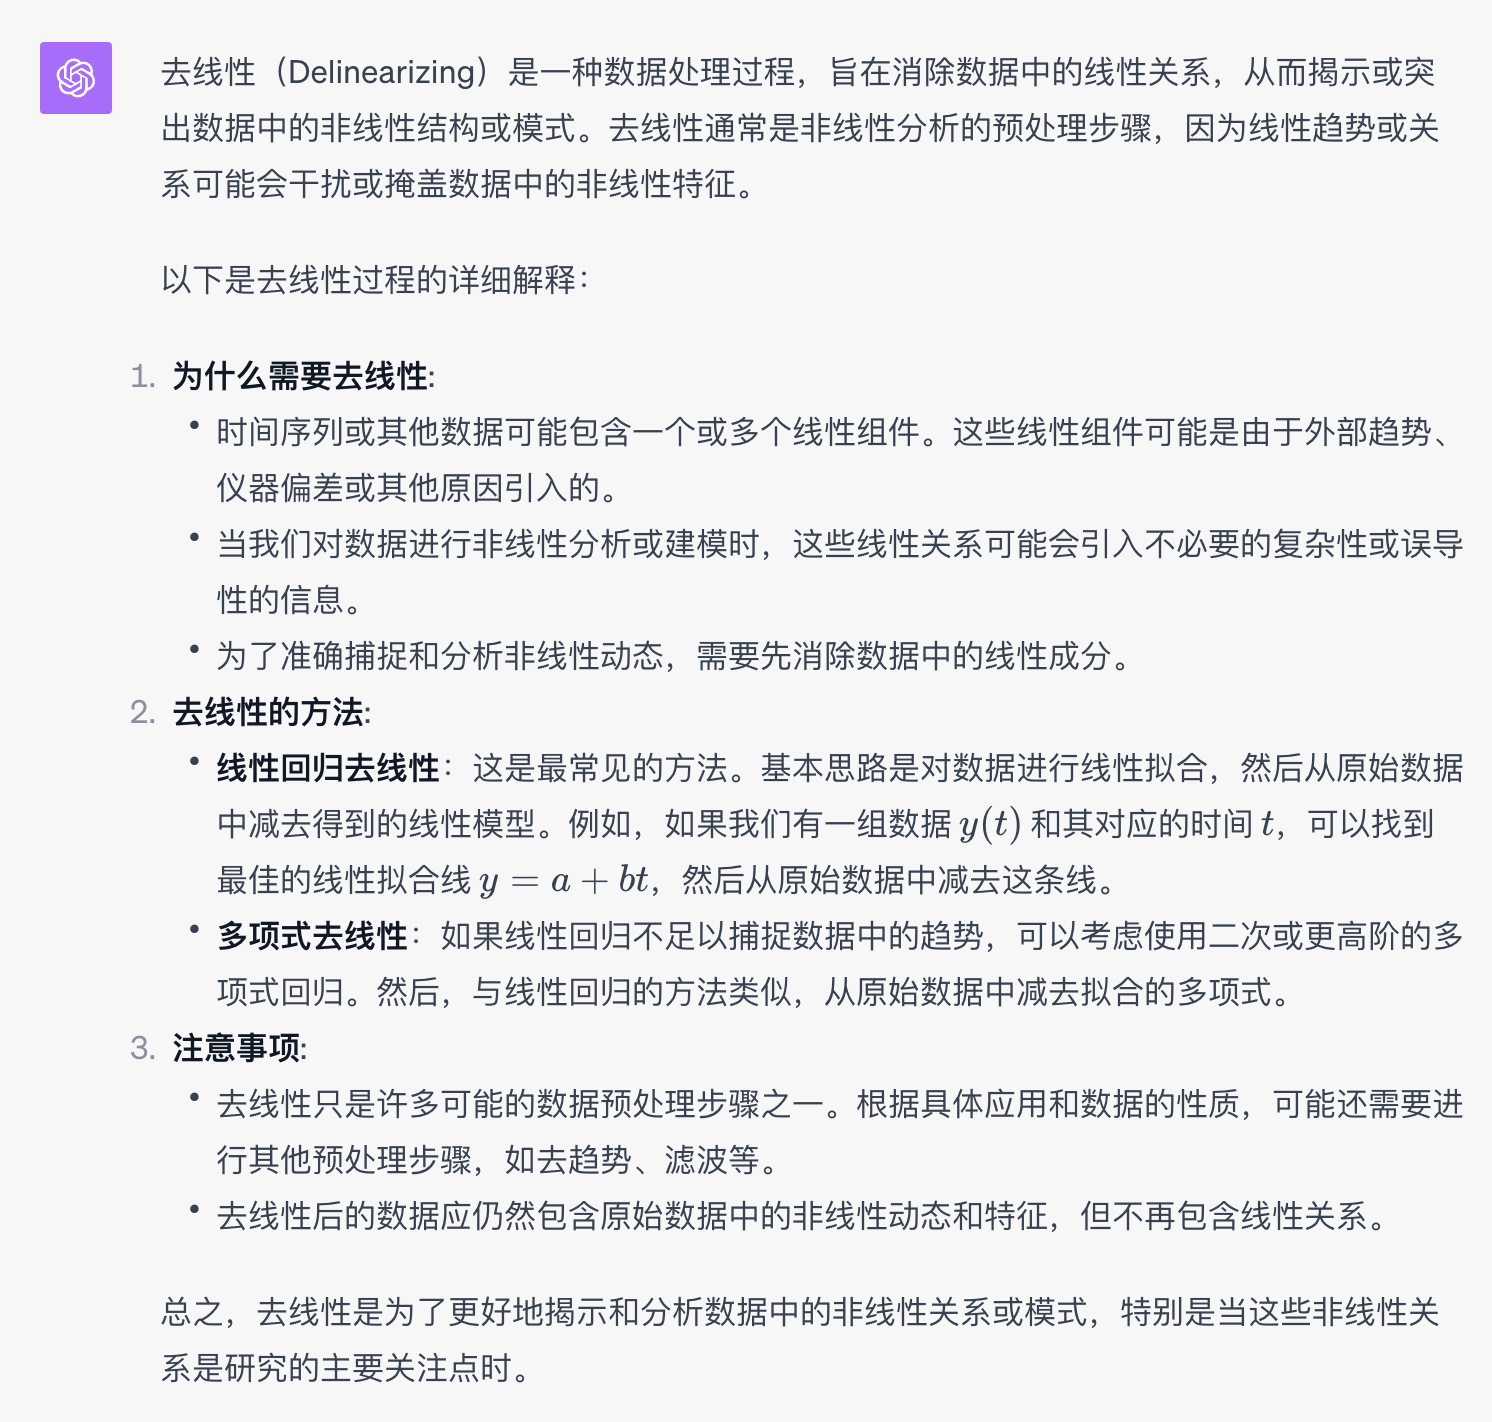 去线性（Delinearizing）是一种数据处理过程，旨在消除数据中的线性关系，从而揭示或突
出数据中的非线性结构或模式。去线性通常是非线性分析的预处理步骤，因为线性趋势或关
系可能会干扰或掩盖数据中的非线性特征。
以下是去线性过程的详细解释：
1. 为什么需要去线性:
• 时间序列或其他数据可能包含一个或多个线性组件。这些线性组件可能是由于外部趋势、
仪器偏差或其他原因引入的。
• 当我们对数据进行非线性分析或建模时，这些线性关系可能会引入不必要的复杂性或误导
性的信息。
• 为了准确捕捉和分析非线性动态，需要先消除数据中的线性成分。
2. 去线性的方法:
• 线性回归去线性：这是最常见的方法。基本思路是对数据进行线性拟合，然后从原始数据
中减去得到的线性模型。例如，如果我们有一组数据 y(t) 和其对应的时间 t，可以找到
最佳的线性拟合线 y = a + bt，然后从原始数据中减去这条线。
• 多项式去线性：如果线性回归不足以捕捉数据中的趋势，可以考虑使用二次或更高阶的多
项式回归。然后，与线性回归的方法类似，从原始数据中减去拟合的多项式。
3. 注意事项:
• 去线性只是许多可能的数据预处理步骤之一。根据具体应用和数据的性质，可能还需要进
行其他预处理步骤，如去趋势、滤波等。
• 去线性后的数据应仍然包含原始数据中的非线性动态和特征，但不再包含线性关系。
总之，去线性是为了更好地揭示和分析数据中的非线性关系或模式，特别是当这些非线性关
系是研究的主要关注点时。